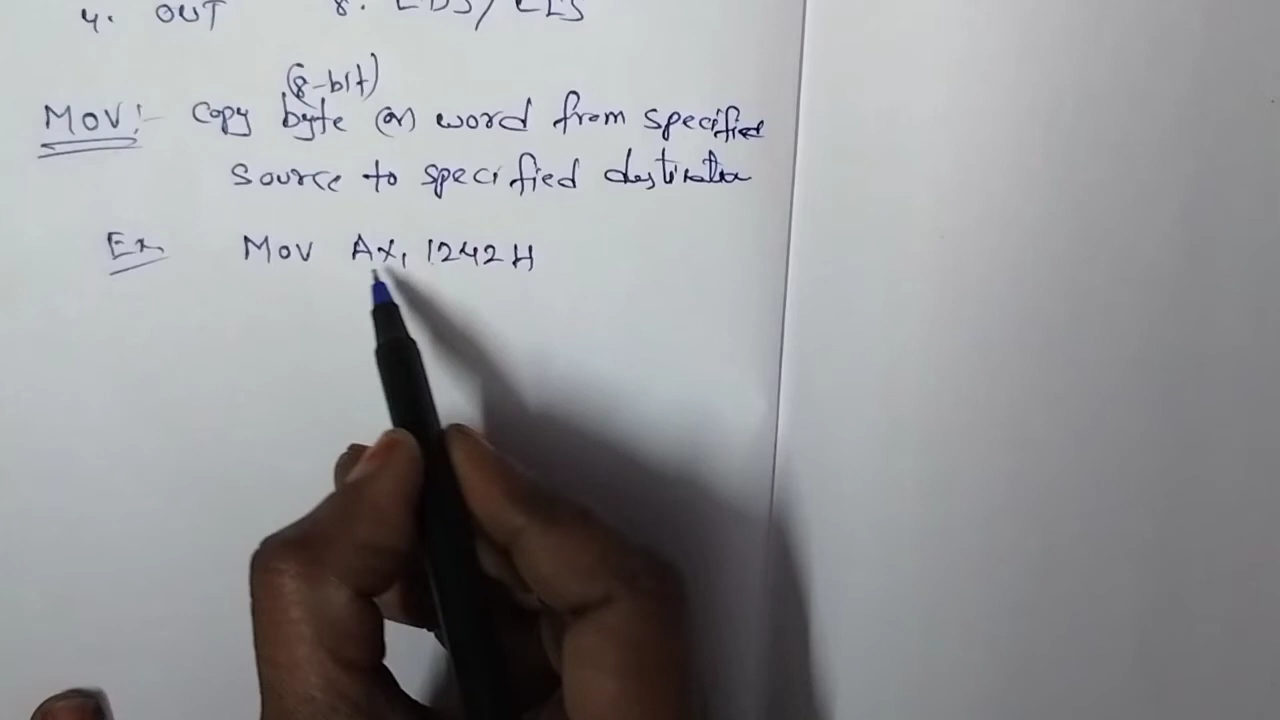 4. OUT 8. LDS/LES
(8-bit)
MOV:- Copy byte (or) word from specified
source to specified destination
Ex Mov AX, 1242H